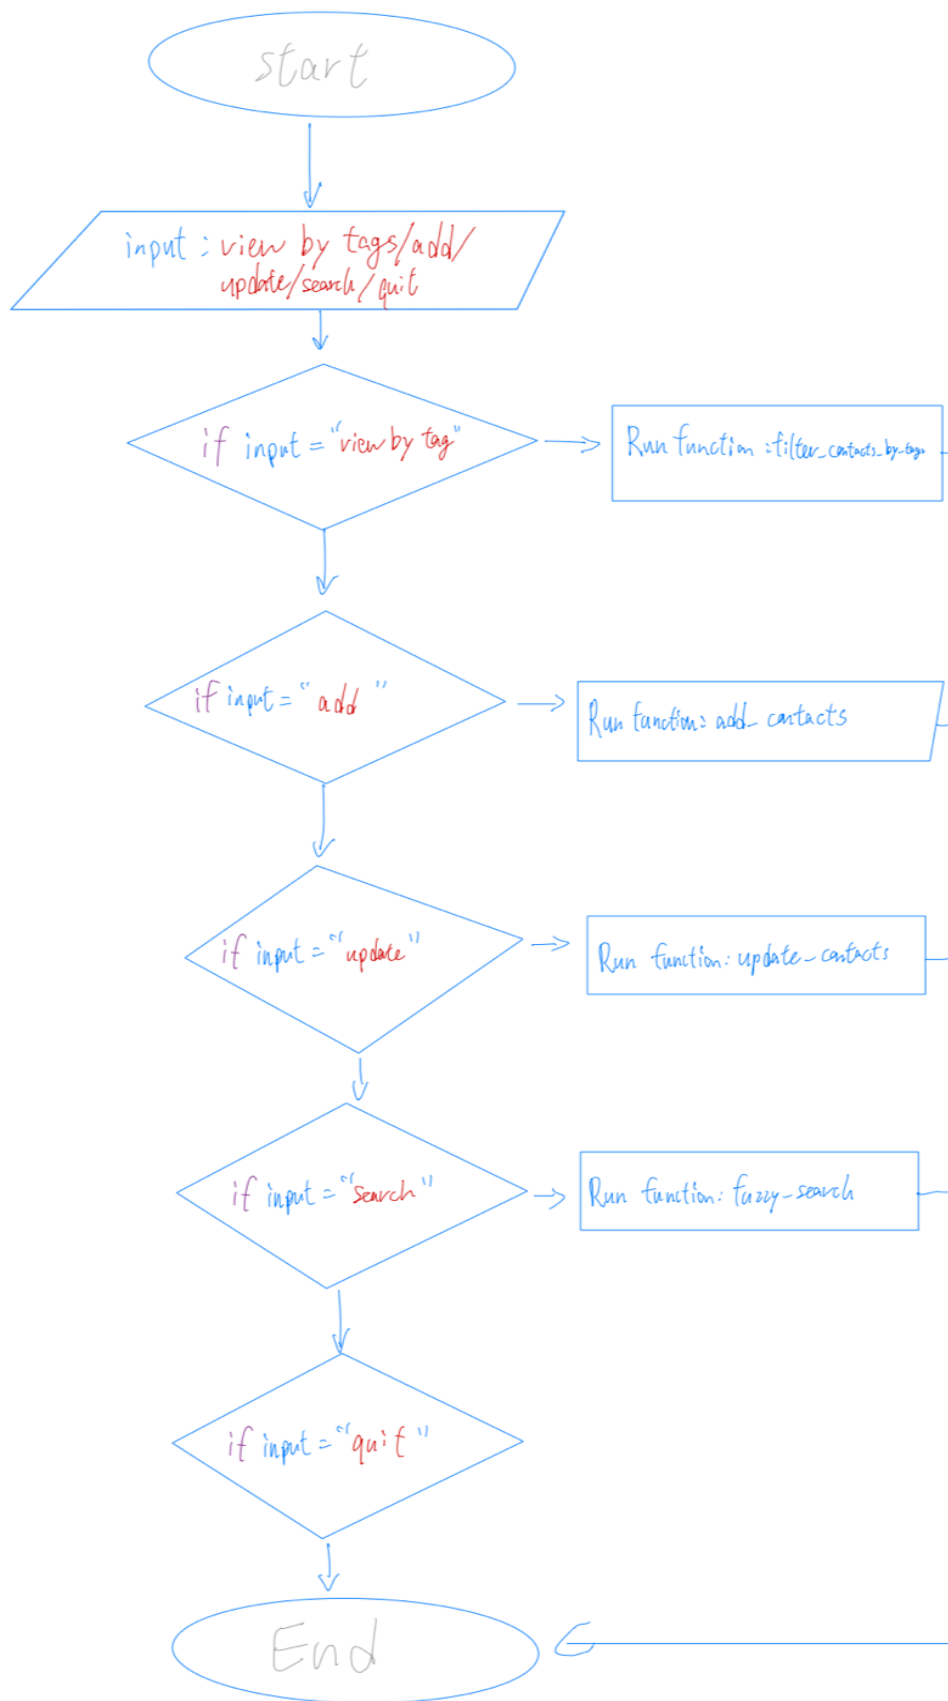 start
input : view by tags/add/
update/search/quit
if input = "view by tag"
Run function : filter_contacts_by_tags
if input = "add "
Run function: add_contacts
if input = "update"
Run function: update_contacts
if input = "search"
Run function: fuzzy_search
if input = "quit "
End